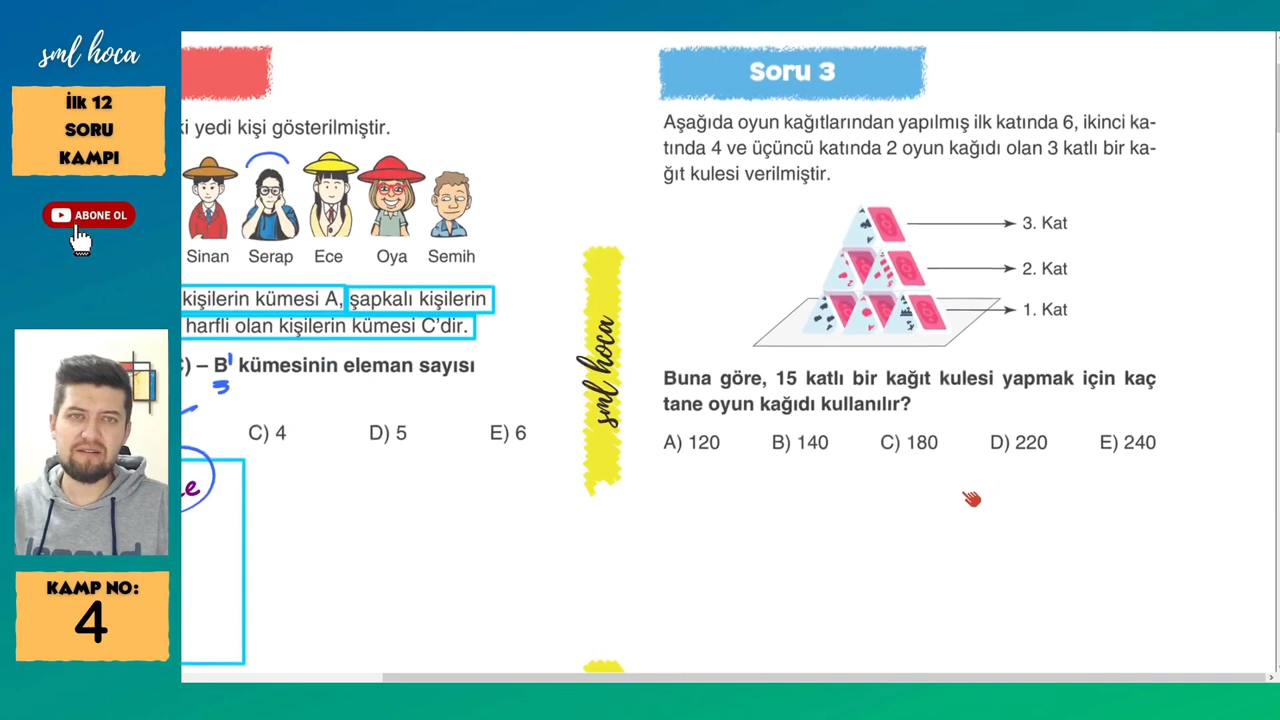 sml hoca
İlk 12
SORU
KAMPI
ABONE OL
KAMP NO:
4
ki yedi kişi gösterilmiştir.
Sinan Serap Ece Oya Semih
kişilerin kümesi A, şapkalı kişilerin
harfli olan kişilerin kümesi C'dir.
) – B' kümesinin eleman sayısı
3
C) 4 D) 5 E) 6
sml hoca
Soru 3
Aşağıda oyun kağıtlarından yapılmış ilk katında 6, ikinci ka-
tında 4 ve üçüncü katında 2 oyun kağıdı olan 3 katlı bir ka-
ğıt kulesi verilmiştir.
3. Kat
2. Kat
1. Kat
Buna göre, 15 katlı bir kağıt kulesi yapmak için kaç
tane oyun kağıdı kullanılır?
A) 120 B) 140 C) 180 D) 220 E) 240